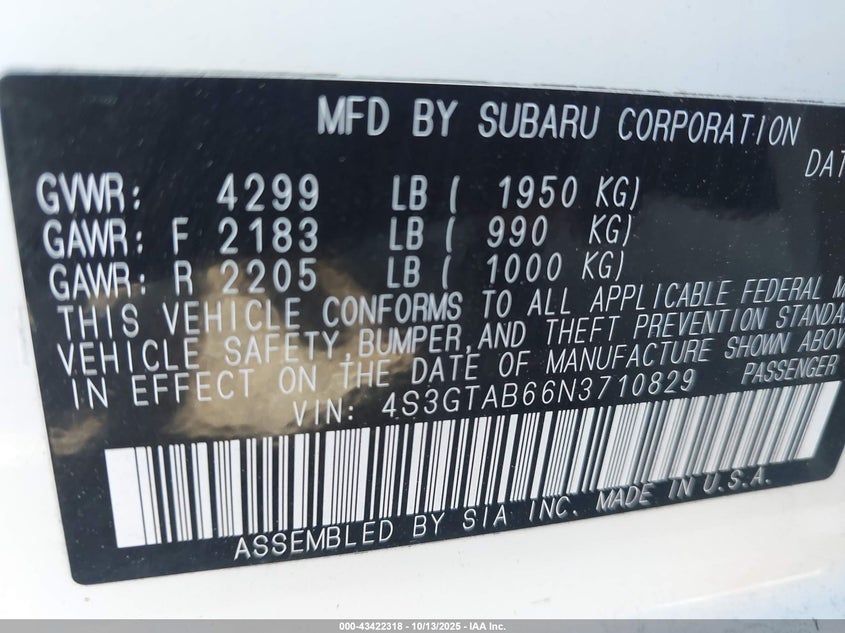 MFD BY SUBARU CORPORATION
DAT
GVWR: 4299 LB ( 1950 KG)
GAWR: F 2183 LB ( 990 KG)
GAWR: R 2205 LB ( 1000 KG)
THIS VEHICLE CONFORMS TO ALL APPLICABLE FEDERAL M
VEHICLE SAFETY, BUMPER, AND THEFT PREVENTION STANDA
IN EFFECT ON THE DATE OF MANUFACTURE SHOWN ABOV
VIN: 4S3GTAB66N3710829 PASSENGER
ASSEMBLED BY SIA INC. MADE IN U.S.A.
000-43422318 - 10/13/2025 - IAA Inc.